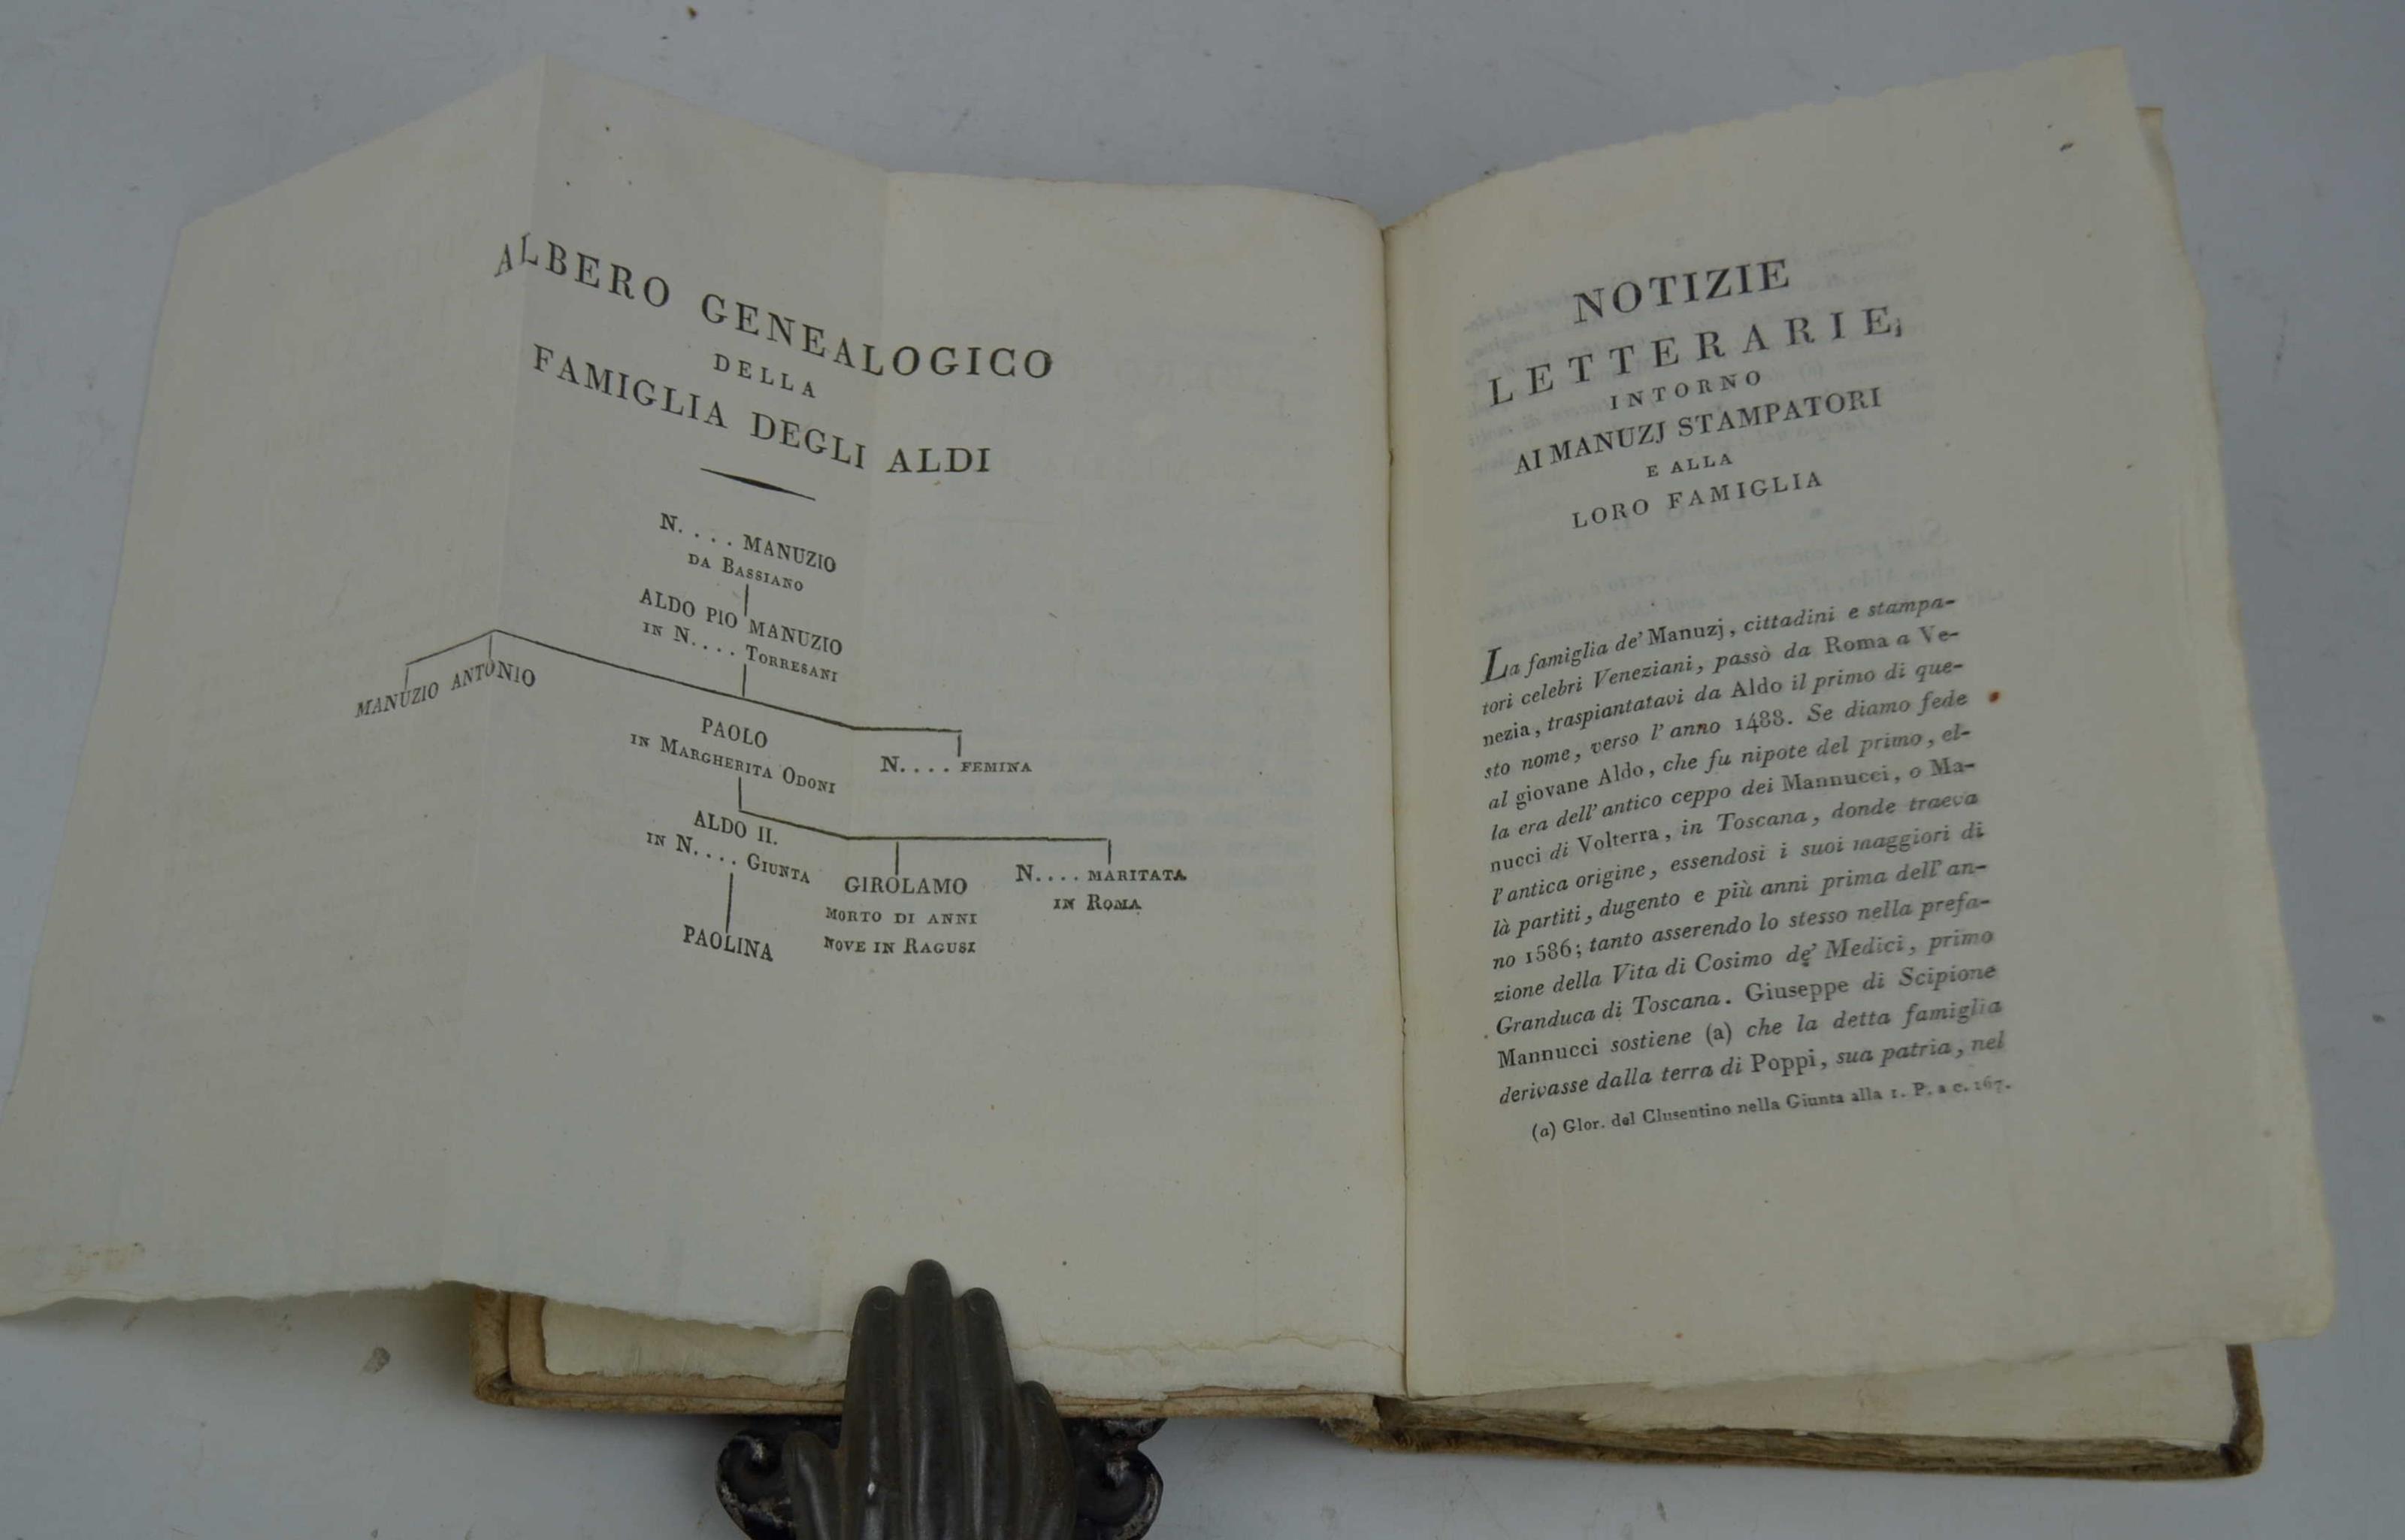 ALBERO GENEALOGICO
DELLA
FAMIGLIA DEGLI ALDI
N. . . . MANUZIO
DA BASSIANO
ALDO PIO MANUZIO
IN N. . . . TORRESANI
MANUZIO ANTONIO
PAOLO
IN MARGHERITA ODONI
N. . . . FEMINA
ALDO II.
IN N. . . . GIUNTA
GIROLAMO
MORTO DI ANNI
NOVE IN RAGUSI
N. . . . MARITATA
IN ROMA
PAOLINA
NOTIZIE
LETTERARIE,
INTORNO
AI MANUZJ STAMPATORI
E ALLA
LORO FAMIGLIA
La famiglia de' Manuzj, cittadini e stampa-
tori celebri Veneziani, passò da Roma a Ve-
nezia, traspiantatavi da Aldo il primo di que-
sto nome, verso l'anno 1488. Se diamo fede
al giovane Aldo, che fu nipote del primo, el-
la era dell' antico ceppo dei Mannucci, o Ma-
nucci di Volterra, in Toscana, donde traeva
l'antica origine, essendosi i suoi maggiori di
là partiti, dugento e più anni prima dell' an-
no 1586; tanto asserendo lo stesso nella prefa-
zione della Vita di Cosimo de' Medici, primo
Granduca di Toscana. Giuseppe di Scipione
Mannucci sostiene (a) che la detta famiglia
derivasse dalla terra di Poppi, sua patria, nel
(a) Glor. del Clusentino nella Giunta alla 1. P. a c. 167.